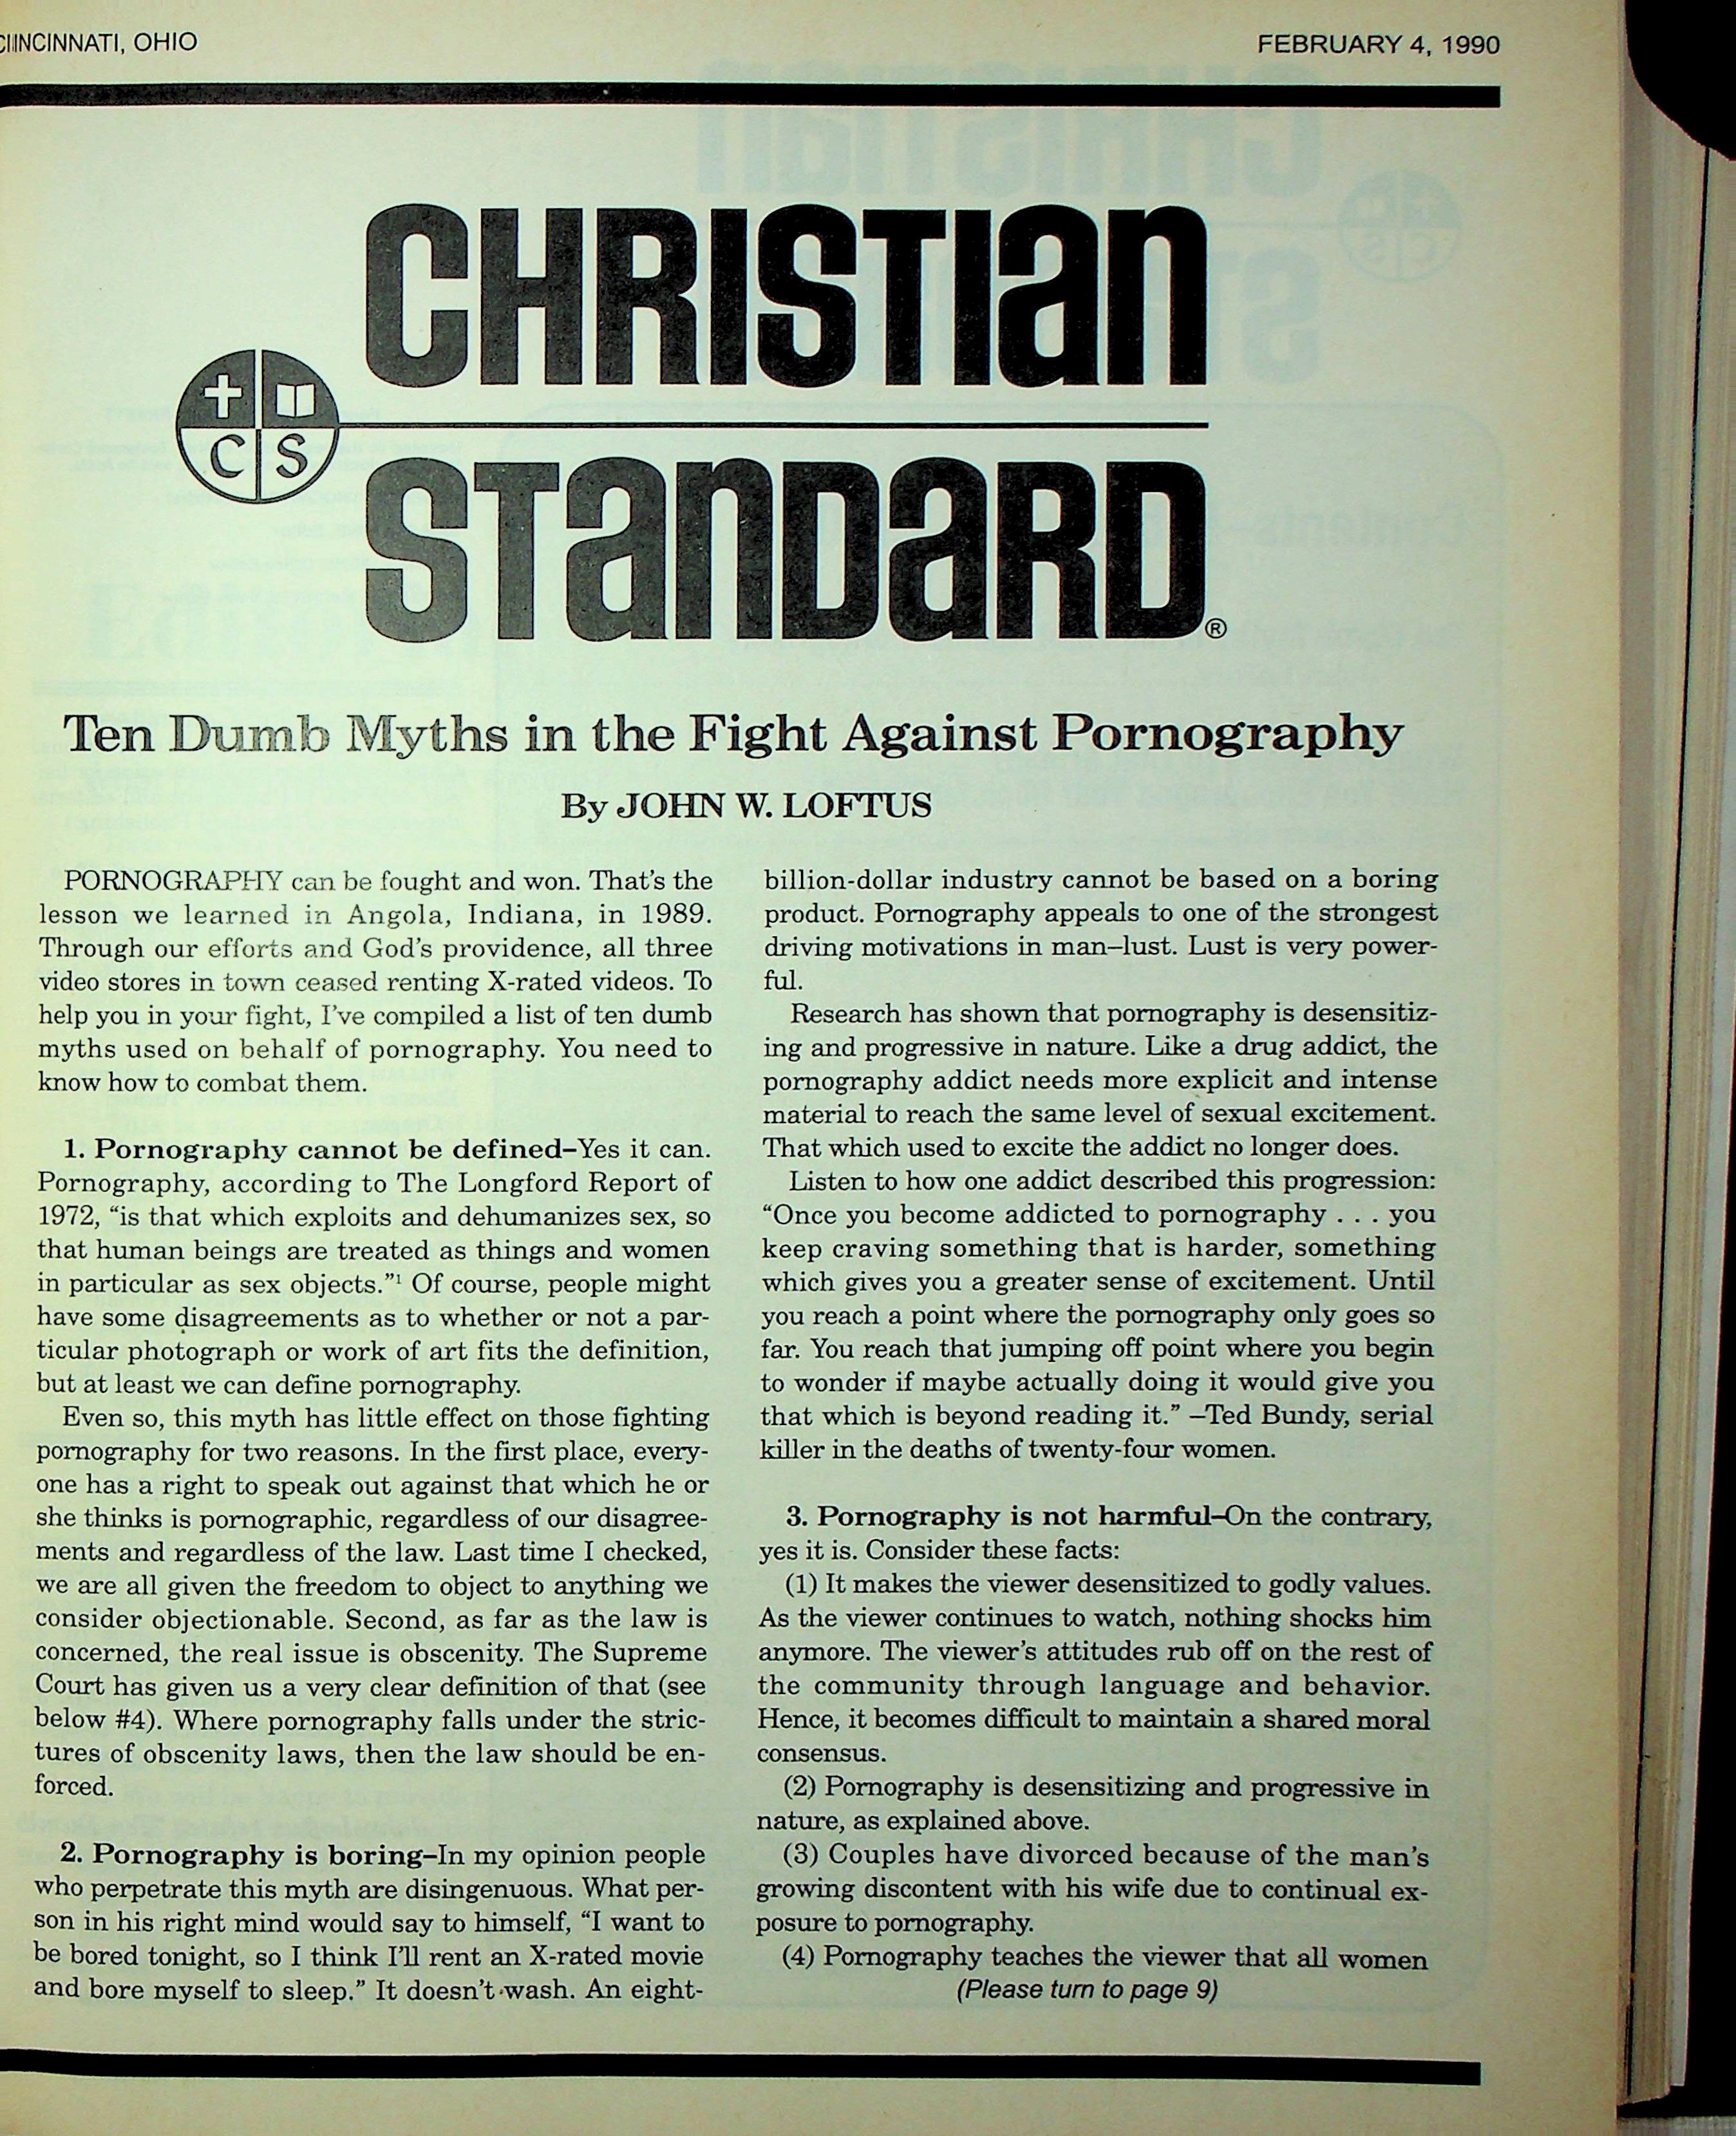 CINCINNATI, OHIO
FEBRUARY 4, 1990
CHRISTIAN
C S
STANDARD®
Ten Dumb Myths in the Fight Against Pornography
By JOHN W. LOFTUS
PORNOGRAPHY can be fought and won. That's the
lesson we learned in Angola, Indiana, in 1989.
Through our efforts and God's providence, all three
video stores in town ceased renting X-rated videos. To
help you in your fight, I've compiled a list of ten dumb
myths used on behalf of pornography. You need to
know how to combat them.
1. Pornography cannot be defined–Yes it can.
Pornography, according to The Longford Report of
1972, “is that which exploits and dehumanizes sex, so
that human beings are treated as things and women
in particular as sex objects.”¹ Of course, people might
have some disagreements as to whether or not a par-
ticular photograph or work of art fits the definition,
but at least we can define pornography.
Even so, this myth has little effect on those fighting
pornography for two reasons. In the first place, every-
one has a right to speak out against that which he or
she thinks is pornographic, regardless of our disagree-
ments and regardless of the law. Last time I checked,
we are all given the freedom to object to anything we
consider objectionable. Second, as far as the law is
concerned, the real issue is obscenity. The Supreme
Court has given us a very clear definition of that (see
below #4). Where pornography falls under the stric-
tures of obscenity laws, then the law should be en-
forced.
2. Pornography is boring–In my opinion people
who perpetrate this myth are disingenuous. What per-
son in his right mind would say to himself, “I want to
be bored tonight, so I think I'll rent an X-rated movie
and bore myself to sleep.” It doesn't wash. An eight-
billion-dollar industry cannot be based on a boring
product. Pornography appeals to one of the strongest
driving motivations in man–lust. Lust is very power-
ful.
Research has shown that pornography is desensitiz-
ing and progressive in nature. Like a drug addict, the
pornography addict needs more explicit and intense
material to reach the same level of sexual excitement.
That which used to excite the addict no longer does.
Listen to how one addict described this progression:
“Once you become addicted to pornography . . . you
keep craving something that is harder, something
which gives you a greater sense of excitement. Until
you reach a point where the pornography only goes so
far. You reach that jumping off point where you begin
to wonder if maybe actually doing it would give you
that which is beyond reading it.” –Ted Bundy, serial
killer in the deaths of twenty-four women.
3. Pornography is not harmful–On the contrary,
yes it is. Consider these facts:
(1) It makes the viewer desensitized to godly values.
As the viewer continues to watch, nothing shocks him
anymore. The viewer's attitudes rub off on the rest of
the community through language and behavior.
Hence, it becomes difficult to maintain a shared moral
consensus.
(2) Pornography is desensitizing and progressive in
nature, as explained above.
(3) Couples have divorced because of the man's
growing discontent with his wife due to continual ex-
posure to pornography.
(4) Pornography teaches the viewer that all women
(Please turn to page 9)